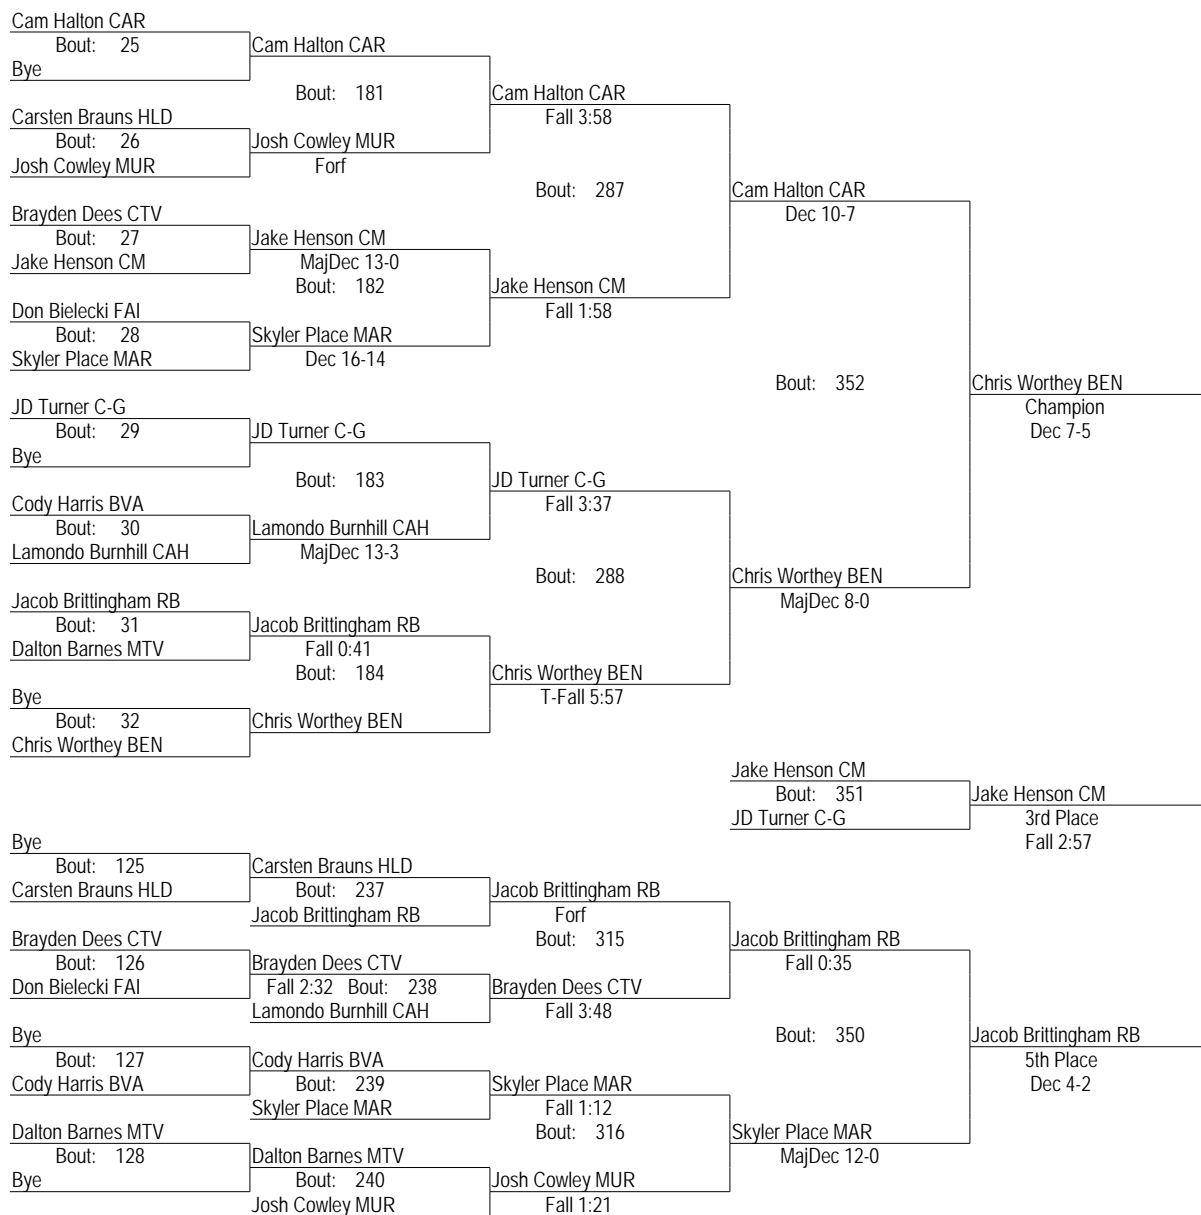 Cam Halton CAR
Bout: 25
Bye
Cam Halton CAR
Bout: 181
Cam Halton CAR
Fall 3:58
Carsten Brauns HLD
Bout: 26
Josh Cowley MUR
Josh Cowley MUR
Forf
Bout: 287
Cam Halton CAR
Dec 10-7
Brayden Dees CTV
Bout: 27
Jake Henson CM
Jake Henson CM
MajDec 13-0
Bout: 182
Jake Henson CM
Fall 1:58
Don Bielecki FAI
Bout: 28
Skyler Place MAR
Skyler Place MAR
Dec 16-14
Bout: 352
Chris Worthey BEN
Champion
Dec 7-5
JD Turner C-G
Bout: 29
Bye
JD Turner C-G
Bout: 183
JD Turner C-G
Fall 3:37
Cody Harris BVA
Bout: 30
Lamondo Burnhill CAH
Lamondo Burnhill CAH
MajDec 13-3
Bout: 288
Chris Worthey BEN
MajDec 8-0
Jacob Brittingham RB
Bout: 31
Dalton Barnes MTV
Jacob Brittingham RB
Fall 0:41
Bout: 184
Chris Worthey BEN
T-Fall 5:57
Bye
Bout: 32
Chris Worthey BEN
Chris Worthey BEN
Jake Henson CM
Bout: 351
JD Turner C-G
Jake Henson CM
3rd Place
Fall 2:57
Bye
Bout: 125
Carsten Brauns HLD
Carsten Brauns HLD
Bout: 237
Jacob Brittingham RB
Jacob Brittingham RB
Forf
Bout: 315
Jacob Brittingham RB
Fall 0:35
Brayden Dees CTV
Bout: 126
Don Bielecki FAI
Brayden Dees CTV
Fall 2:32 Bout: 238
Lamondo Burnhill CAH
Brayden Dees CTV
Fall 3:48
Bout: 350
Jacob Brittingham RB
5th Place
Dec 4-2
Bye
Bout: 127
Cody Harris BVA
Cody Harris BVA
Bout: 239
Skyler Place MAR
Skyler Place MAR
Fall 1:12
Bout: 316
Skyler Place MAR
MajDec 12-0
Dalton Barnes MTV
Bout: 128
Bye
Dalton Barnes MTV
Bout: 240
Josh Cowley MUR
Josh Cowley MUR
Fall 1:21